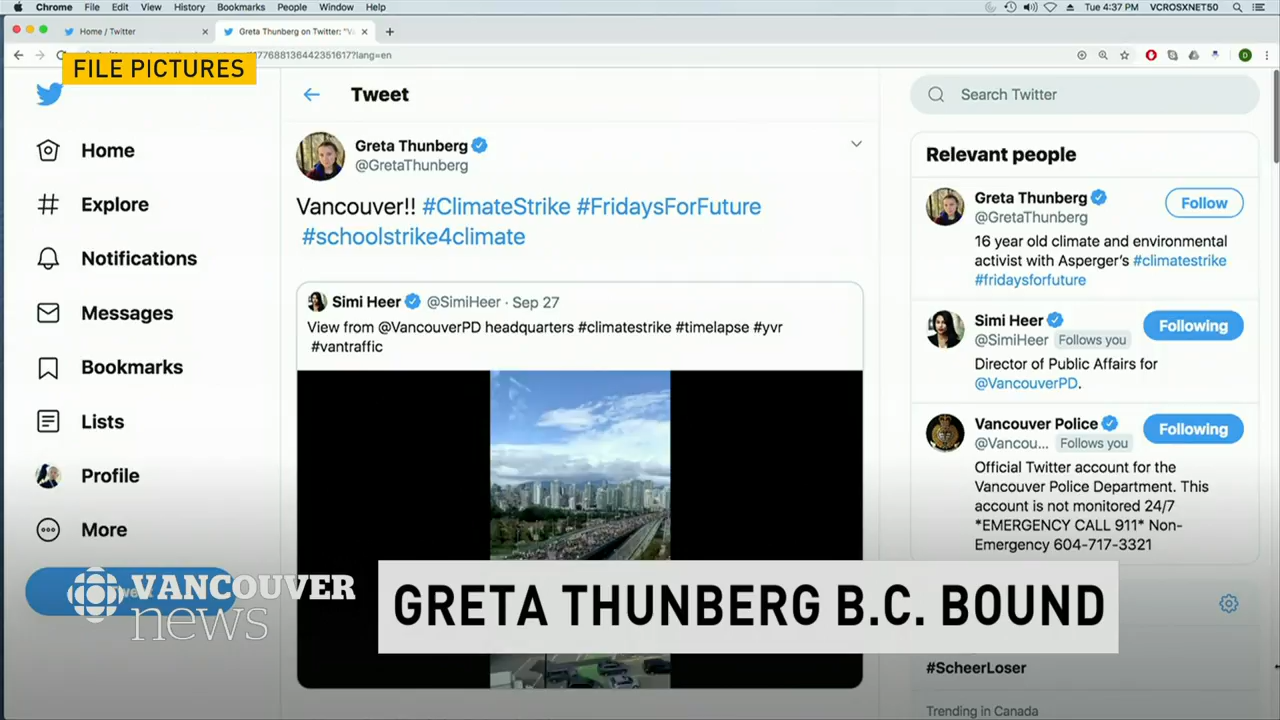 Chrome File Edit View History Bookmarks People Window Help
Tue 4:37 PM VCROSXNET50
Home / Twitter
Greta Thunberg on Twitter: "V
776881364423516177?lang=en
FILE PICTURES
Home
Explore
Notifications
Messages
Bookmarks
Lists
Profile
More
Tweet
Greta Thunberg
@GretaThunberg
Vancouver!! #ClimateStrike #FridaysForFuture
#schoolstrike4climate
Simi Heer @SimiHeer · Sep 27
View from @VancouverPD headquarters #climatestrike #timelapse #yvr
#vantraffic
Search Twitter
Relevant people
Greta Thunberg
@GretaThunberg
Follow
16 year old climate and environmental
activist with Asperger's #climatestrike
#fridaysforfuture
Simi Heer
@SimiHeer Follows you
Following
Director of Public Affairs for
@VancouverPD.
Vancouver Police
@Vancou... Follows you
Following
Official Twitter account for the
Vancouver Police Department. This
account is not monitored 24/7
*EMERGENCY CALL 911* Non-
Emergency 604-717-3321
#ScheerLoser
Trending in Canada
VANCOUVER
news
GRETA THUNBERG B.C. BOUND